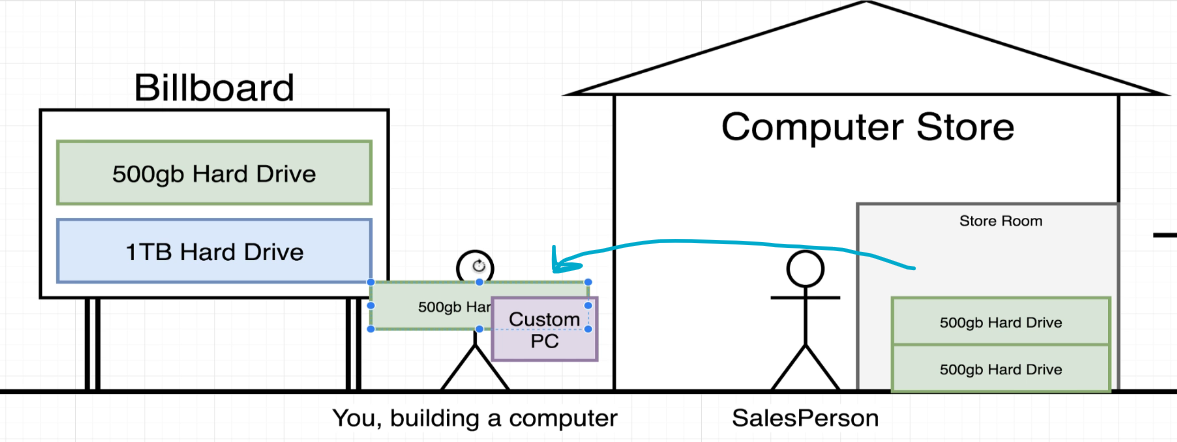 Billboard
500gb Hard Drive
1TB Hard Drive
500gb Har
Custom
PC
You, building a computer
Computer Store
Store Room
500gb Hard Drive
500gb Hard Drive
SalesPerson